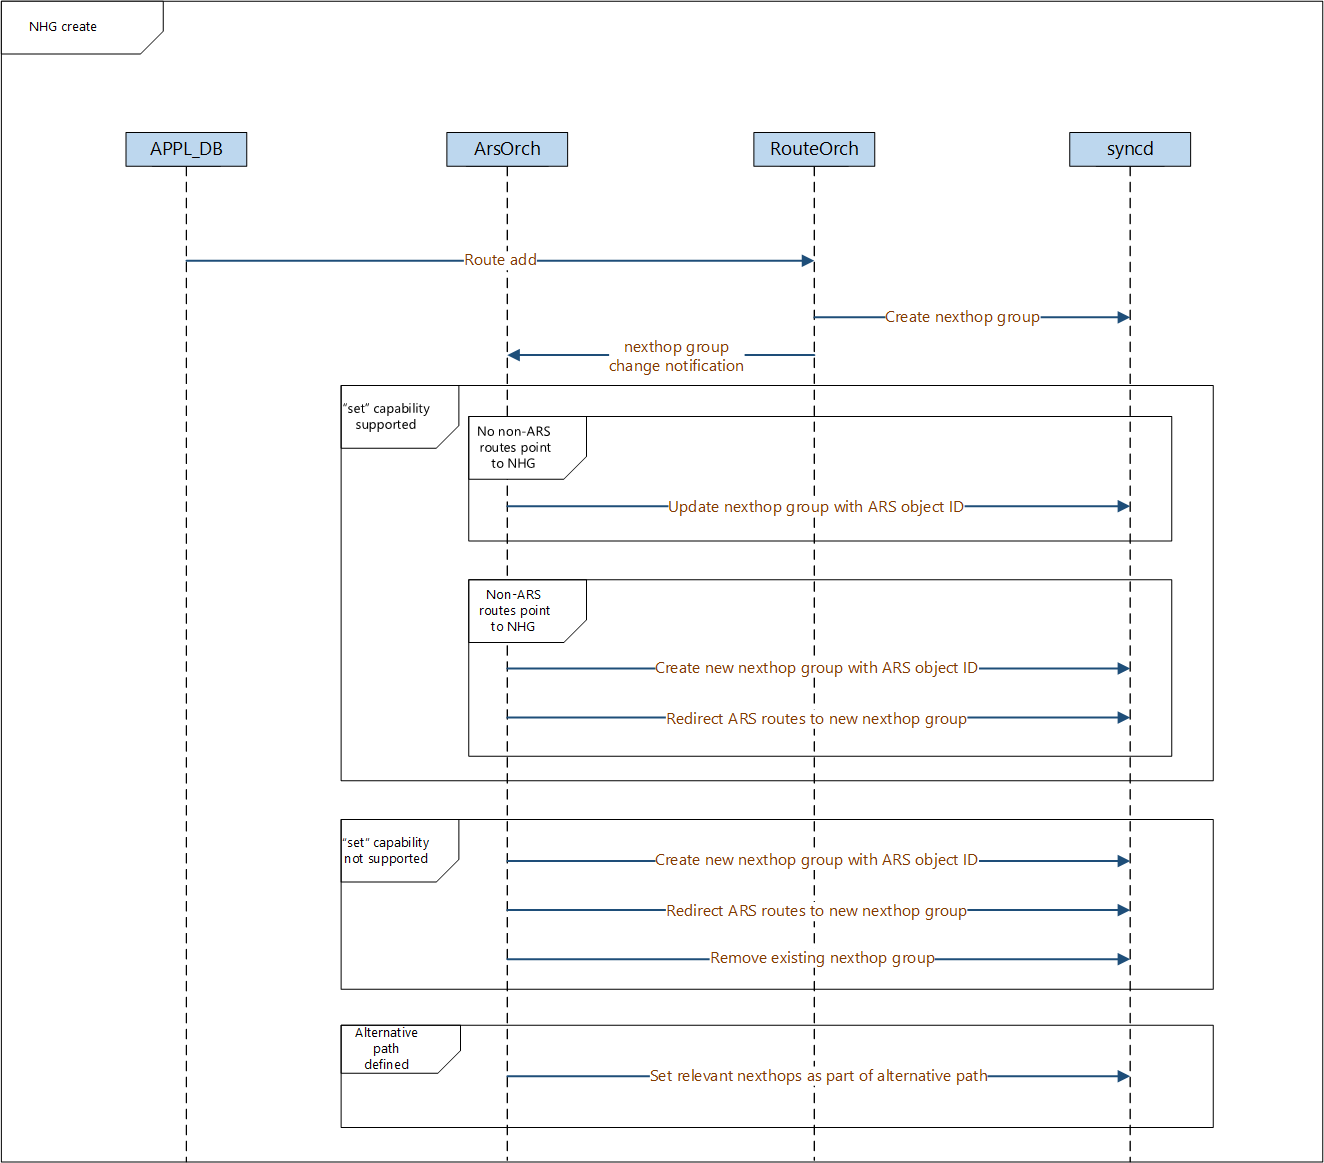 NHG create
APPL_DB
ArsOrch
RouteOrch
syncd
Route add
Create nexthop group
nexthop group
change notification
“set” capability
supported
No non-ARS
routes point
to NHG
Update nexthop group with ARS object ID
Non-ARS
routes point
to NHG
Create new nexthop group with ARS object ID
Redirect ARS routes to new nexthop group
“set” capability
not supported
Create new nexthop group with ARS object ID
Redirect ARS routes to new nexthop group
Remove existing nexthop group
Alternative
path
defined
Set relevant nexthops as part of alternative path